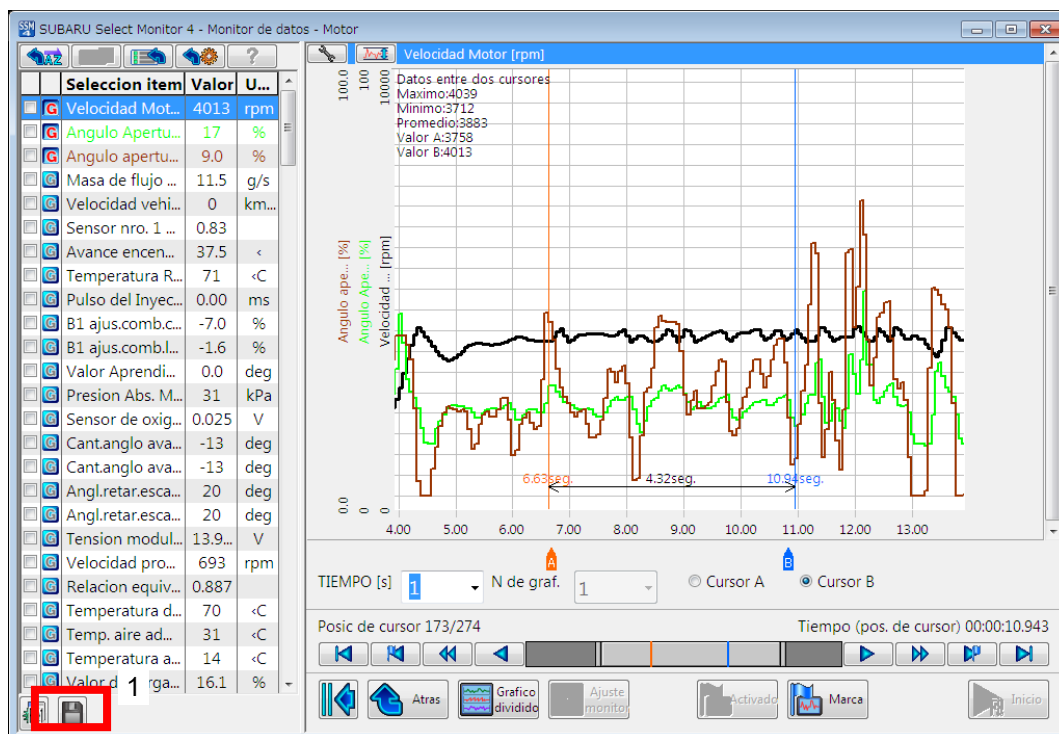 SSM4
SUBARU Select Monitor 4 - Monitor de datos - Motor
AZ
?
Velocidad Motor [rpm]
Seleccion item Valor U...
G Velocidad Mot... 4013 rpm
G Angulo Apertu... 17 %
G Angulo apertu... 9.0 %
G Masa de flujo ... 11.5 g/s
G Velocidad vehi... 0 km...
G Sensor nro. 1 ... 0.83
G Avance encen... 37.5 ‹
G Temperatura R... 71 ‹C
G Pulso del Inyec... 0.00 ms
G B1 ajus.comb.c... -7.0 %
G B1 ajus.comb.l... -1.6 %
G Valor Aprendi... 0.0 deg
G Presion Abs. M... 31 kPa
G Sensor de oxig... 0.025 V
G Cant.anglo ava... -13 deg
G Cant.anglo ava... -13 deg
G Angl.retar.esca... 20 deg
G Angl.retar.esca... 20 deg
G Tension modul... 13.9... V
G Velocidad pro... 693 rpm
G Relacion equiv... 0.887
G Temperatura d... 70 ‹C
G Temp. aire ad... 31 ‹C
G Temperatura a... 14 ‹C
G Valor d 16.1 %
1
100.0 100 10000
Angulo ape... [%]
Angulo Ape... [%]
Velocidad ... [rpm]
0.0 0 0
Datos entre dos cursores
Maximo:4039
Minimo:3712
Promedio:3883
Valor A:3758
Valor B:4013
6.63seg. 4.32seg. 10.94seg.
4.00 5.00 6.00 7.00 8.00 9.00 10.00 11.00 12.00 13.00
A B
TIEMPO [s] 1 N de graf. 1 Cursor A Cursor B
Posic de cursor 173/274 Tiempo (pos. de cursor) 00:00:10.943
Atras
Grafico
dividido
Ajuste
monitor
Activado
Marca
Inicio